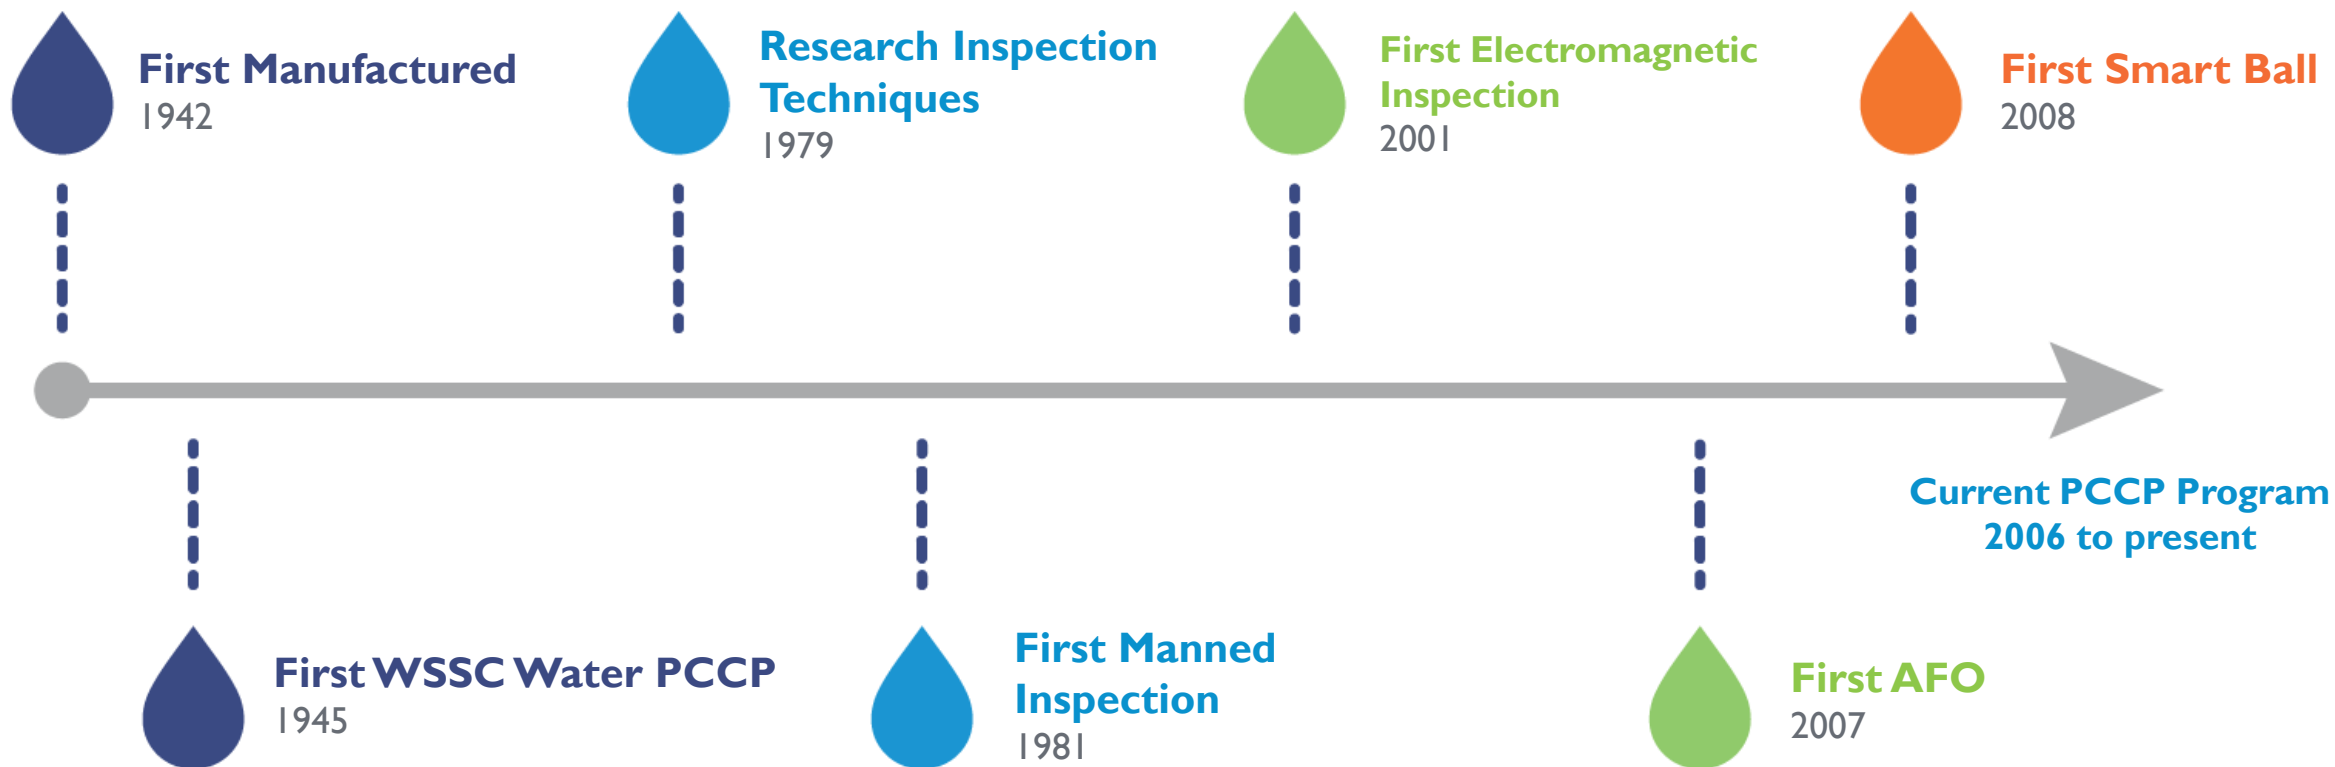 First Manufactured
1942
Research Inspection
Techniques
1979
First Electromagnetic
Inspection
2001
First Smart Ball
2008
Current PCCP Program
2006 to present
First WSSC Water PCCP
1945
First Manned
Inspection
1981
First AFO
2007